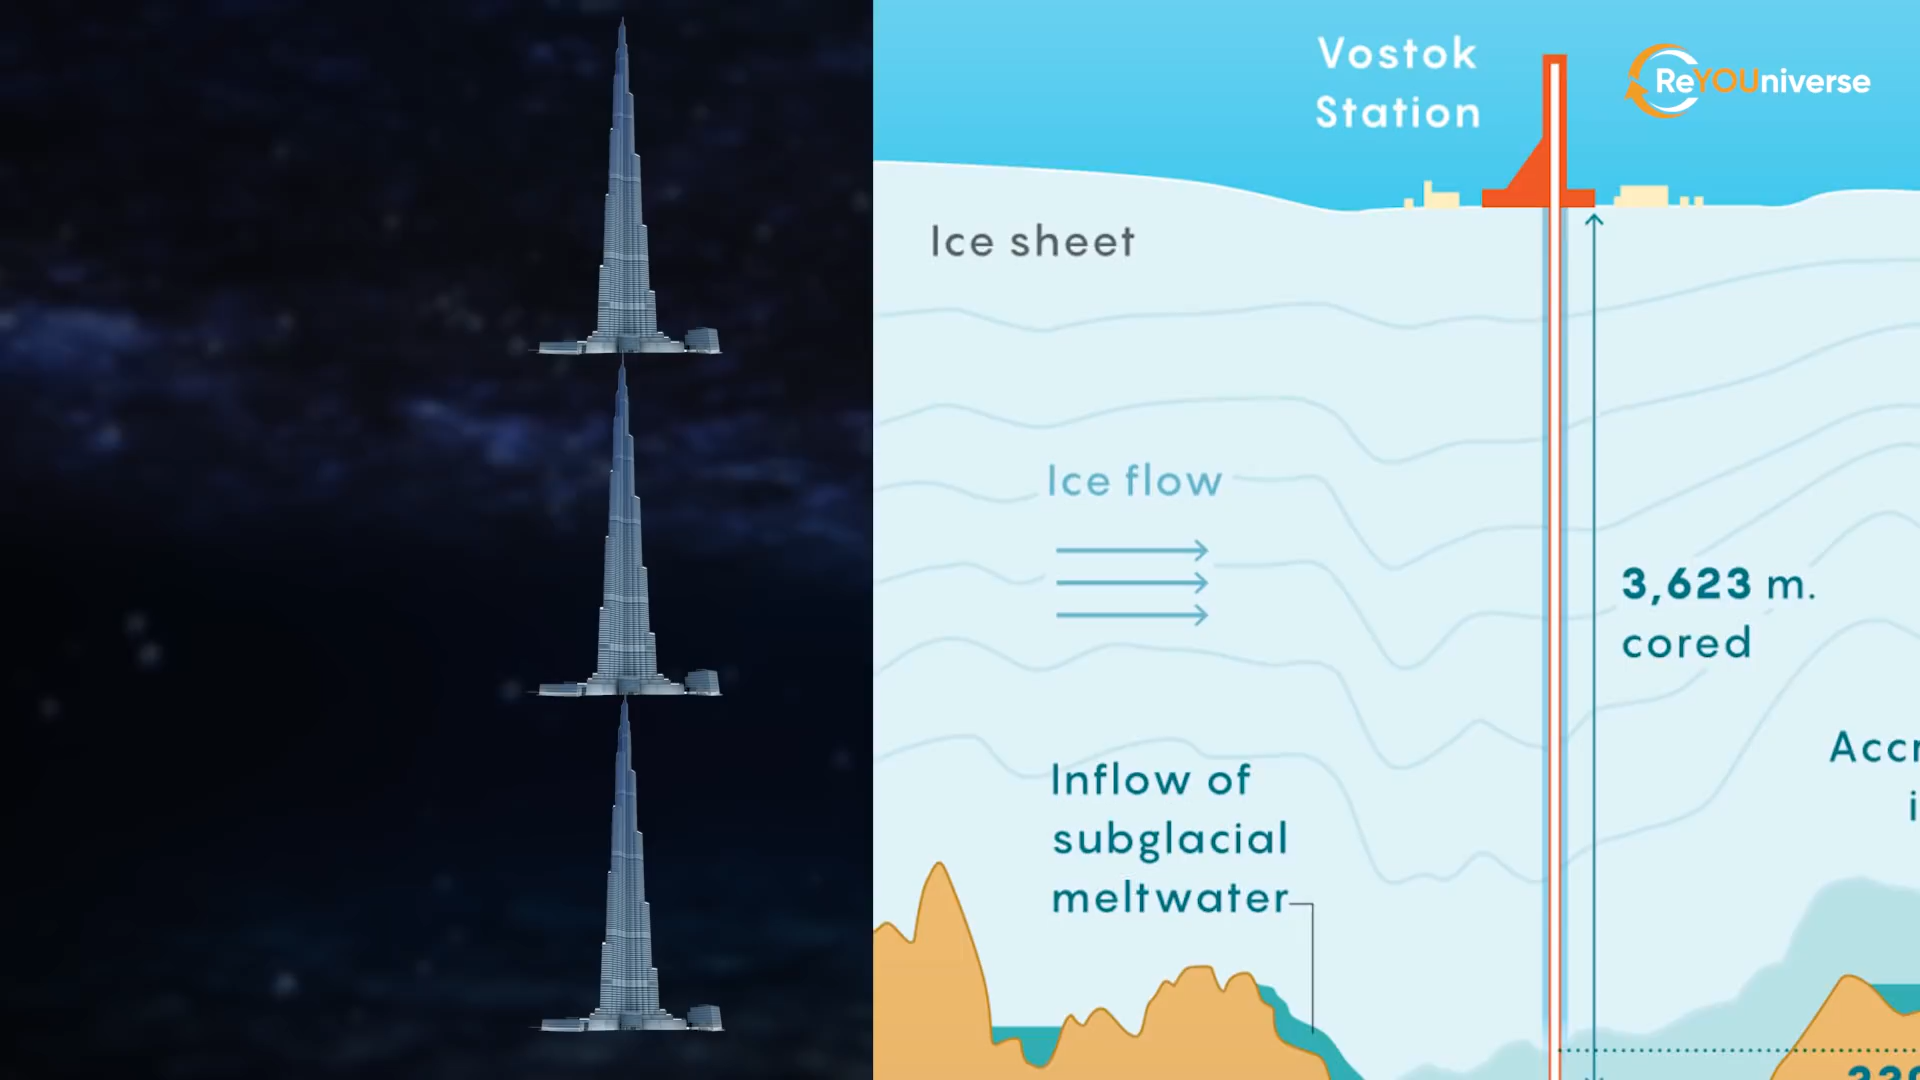 Vostok
Station
ReYOUniverse
Ice sheet
Ice flow
3,623 m.
cored
Inflow of
subglacial
meltwater